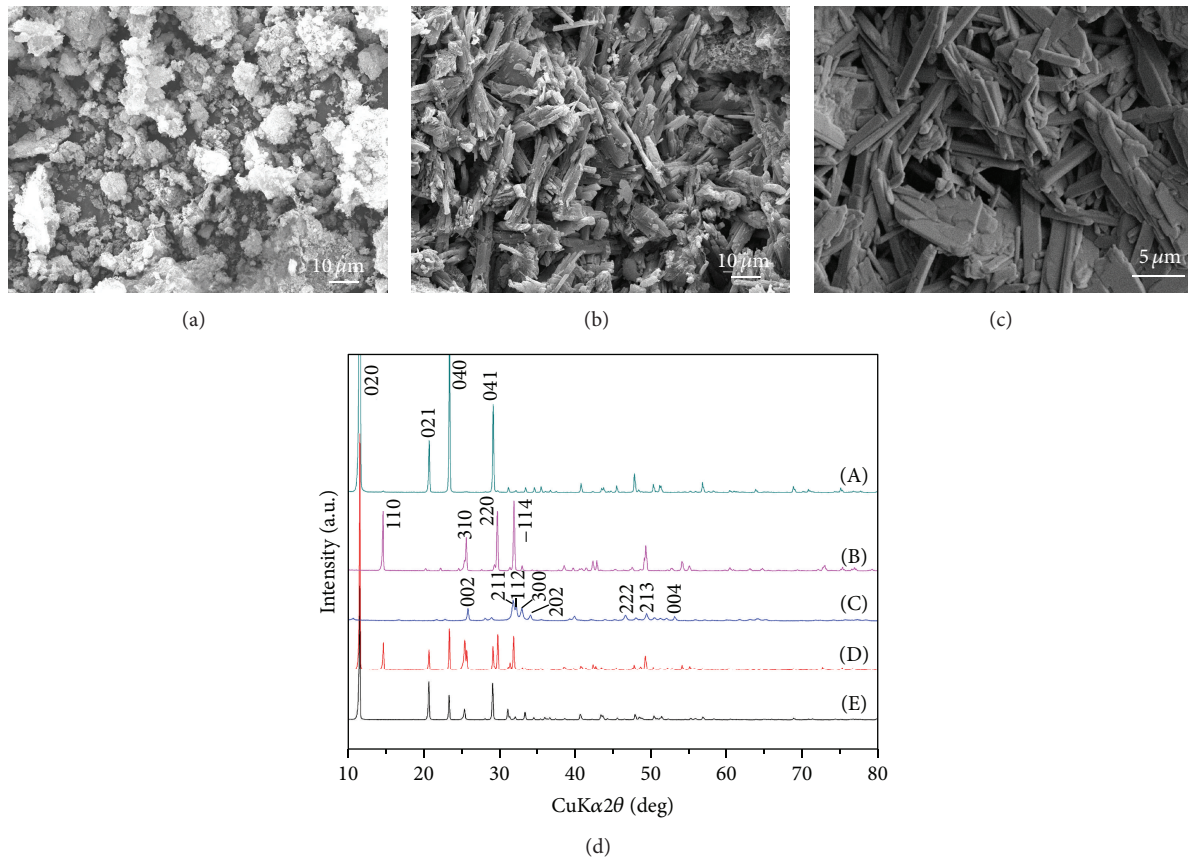 10 μm
10 μm
5 μm
(a)
(b)
(c)
020
021
040
041
(A)
110
310
220
−114
(B)
002
211
112
300
202
222
213
004
(C)
(D)
(E)
Intensity (a.u.)
10 20 30 40 50 60 70 80
CuKα2θ (deg)
(d)